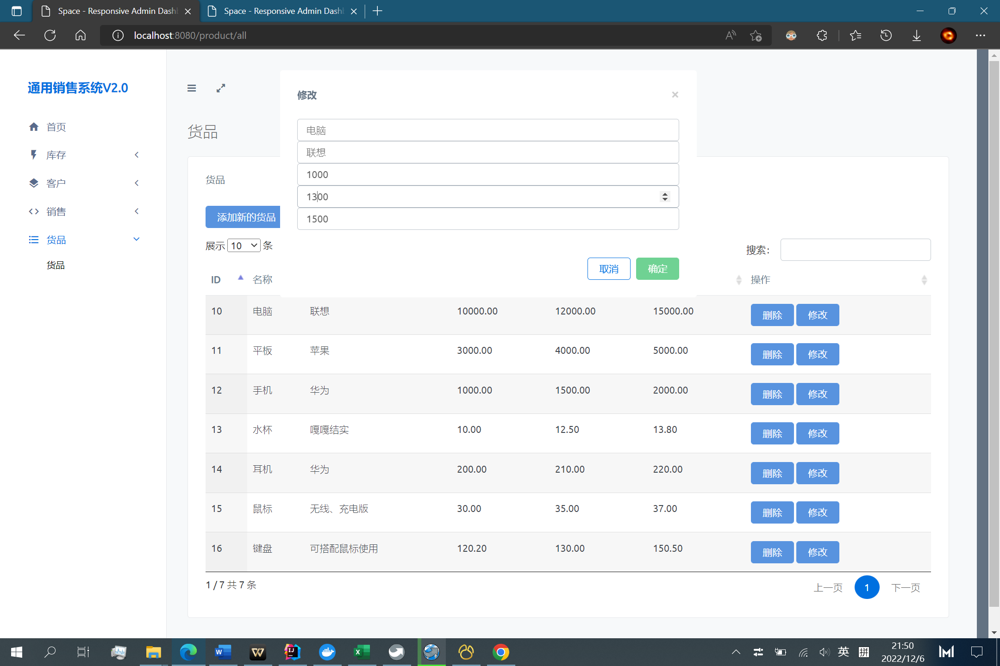 Space - Responsive Admin Dash
Space - Responsive Admin Dash
localhost:8080/product/all
通用销售系统V2.0
首页
库存
客户
销售
货品
货品
货品
修改
电脑
联想
1000
1300
1500
取消 确定
货品
添加新的货品
展示 10 条
搜索：
ID 名称 操作
10 电脑 联想 10000.00 12000.00 15000.00 删除 修改
11 平板 苹果 3000.00 4000.00 5000.00 删除 修改
12 手机 华为 1000.00 1500.00 2000.00 删除 修改
13 水杯 嘎嘎结实 10.00 12.50 13.80 删除 修改
14 耳机 华为 200.00 210.00 220.00 删除 修改
15 鼠标 无线、充电版 30.00 35.00 37.00 删除 修改
16 键盘 可搭配鼠标使用 120.20 130.00 150.50 删除 修改
1 / 7 共 7 条
上一页 1 下一页
英 拼
21:50
2022/12/6